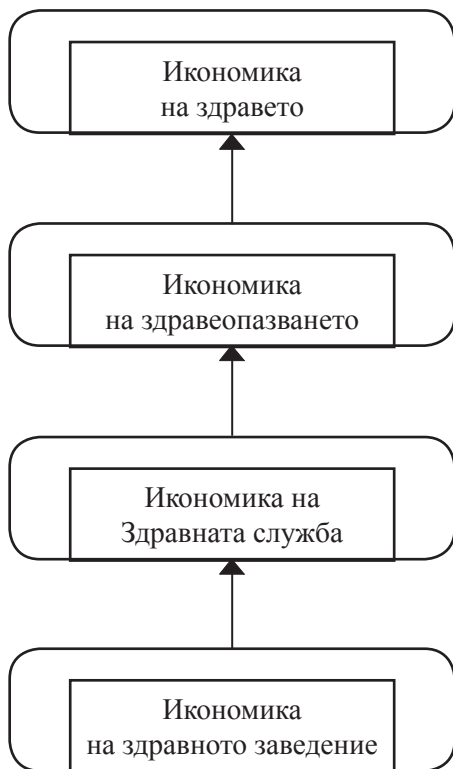 Икономика
на здравето
Икономика
на здравеопазването
Икономика на
Здравната служба
Икономика
на здравното заведение